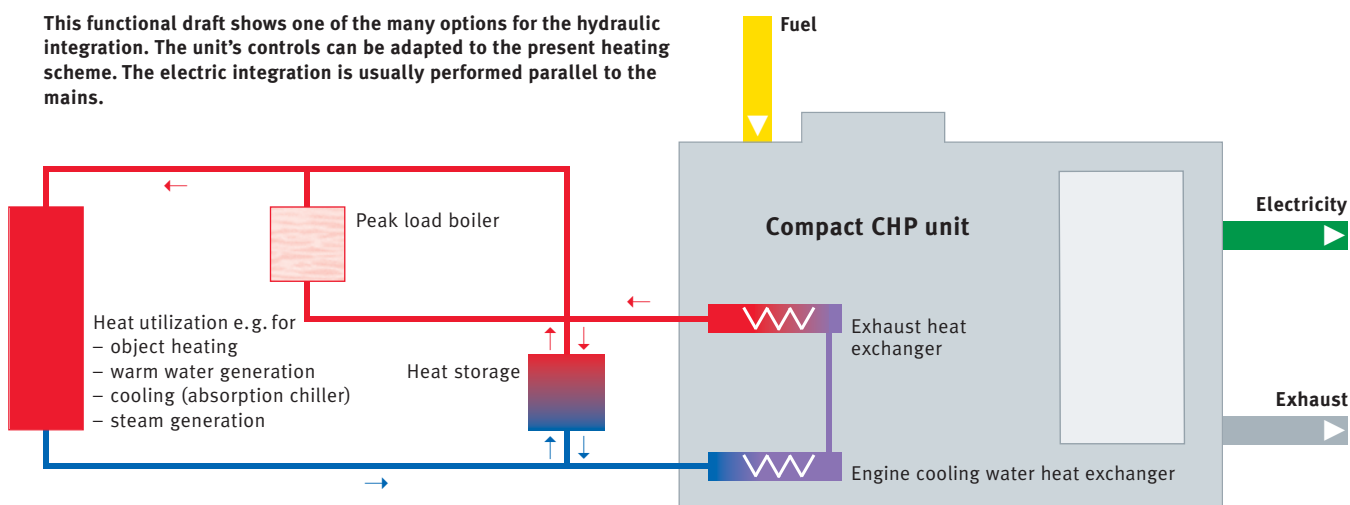 This functional draft shows one of the many options for the hydraulic
integration. The unit’s controls can be adapted to the present heating
scheme. The electric integration is usually performed parallel to the
mains.
Fuel
Electricity
Compact CHP unit
Peak load boiler
Heat utilization e. g. for
– object heating
– warm water generation
– cooling (absorption chiller)
– steam generation
Heat storage
Exhaust heat
exchanger
Exhaust
Engine cooling water heat exchanger